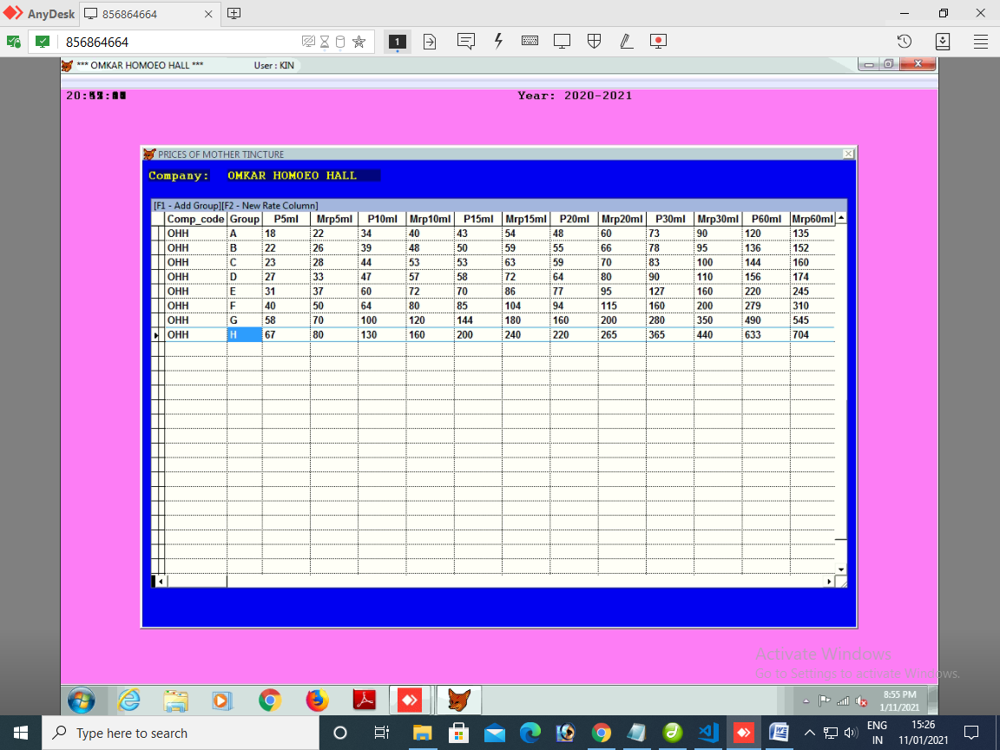 AnyDesk 856864664
856864664 1
*** OMKAR HOMOEO HALL *** User : KIN
Year: 2020-2021
PRICES OF MOTHER TINCTURE
Company: OMKAR HOMOEO HALL
[F1 - Add Group][F2 - New Rate Column]
Comp_code Group P5ml Mrp5ml P10ml Mrp10ml P15ml Mrp15ml P20ml Mrp20ml P30ml Mrp30ml P60ml Mrp60ml
OHH A 18 22 34 40 43 54 48 60 73 90 120 135
OHH B 22 26 39 48 50 59 55 66 78 95 136 152
OHH C 23 28 44 53 53 63 59 70 83 100 144 160
OHH D 27 33 47 57 58 72 64 80 90 110 156 174
OHH E 31 37 60 72 70 86 77 95 127 160 220 245
OHH F 40 50 64 80 85 104 94 115 160 200 279 310
OHH G 58 70 100 120 144 180 160 200 280 350 490 545
OHH H 67 80 130 160 200 240 220 265 365 440 633 704
Activate Windows
Go to Settings to activate Windows.
8:55 PM
1/11/2021
Type here to search
ENG 15:26
IN 11/01/2021